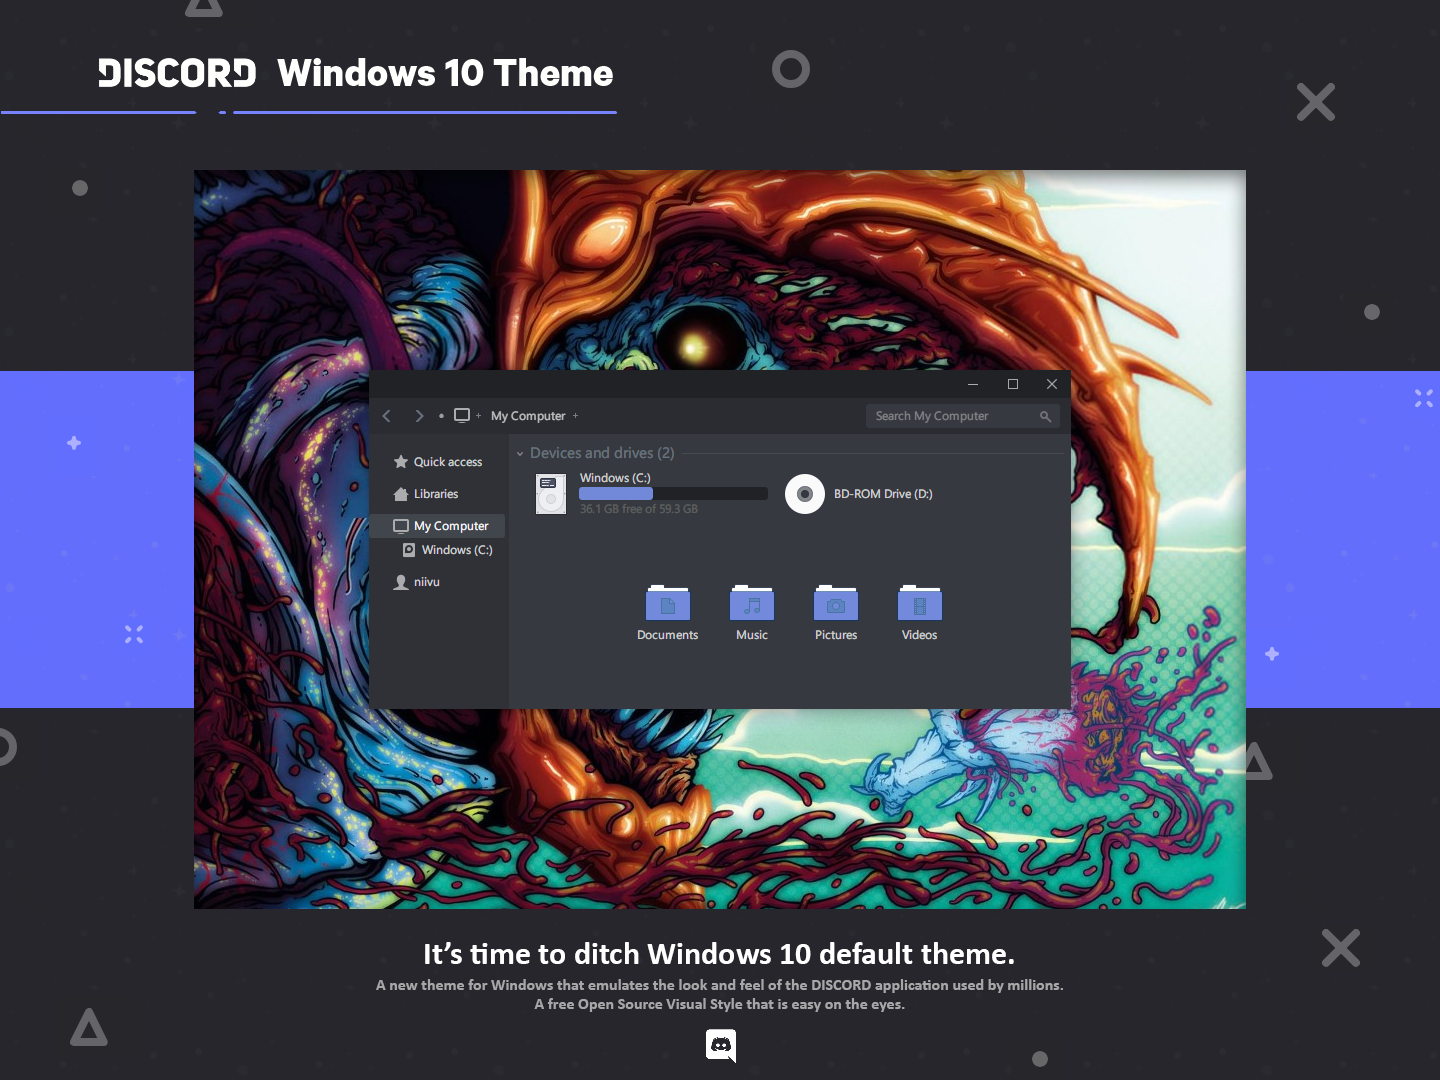 DISCORD Windows 10 Theme
My Computer
Search My Computer
Quick access
Libraries
My Computer
Windows (C:)
niivu
Devices and drives (2)
Windows (C:)
36.1 GB free of 59.3 GB
BD-ROM Drive (D:)
Documents
Music
Pictures
Videos
It's time to ditch Windows 10 default theme.
A new theme for Windows that emulates the look and feel of the DISCORD application used by millions.
A free Open Source Visual Style that is easy on the eyes.